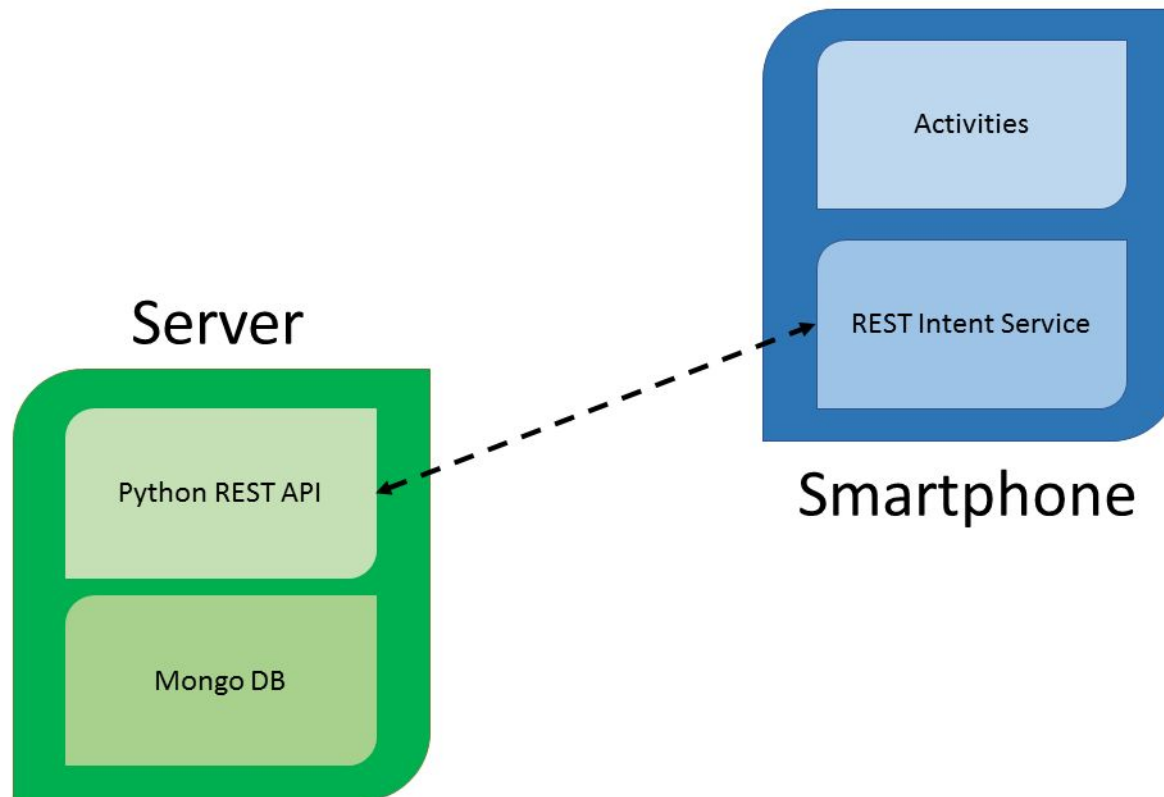 Activities
REST Intent Service
Smartphone
Server
Python REST API
Mongo DB